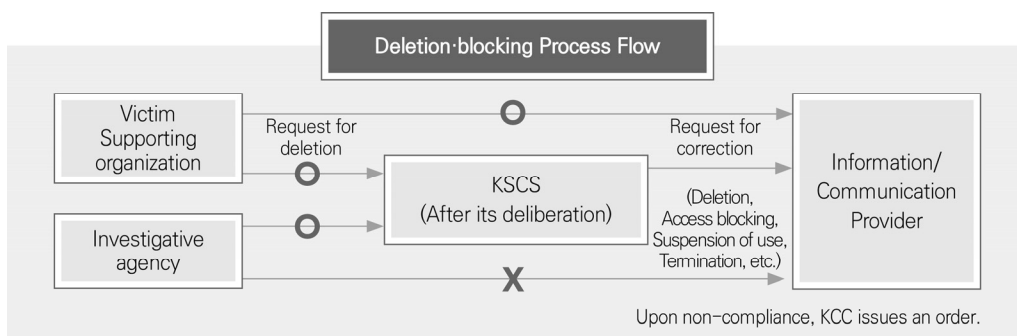 Deletion·blocking Process Flow
Victim
Supporting
organization
Request for
deletion
Request for
correction
KSCS
(After its deliberation)
Information/
Communication
Provider
(Deletion,
Access blocking,
Suspension of use,
Termination, etc.)
Investigative
agency
X
Upon non-compliance, KCC issues an order.